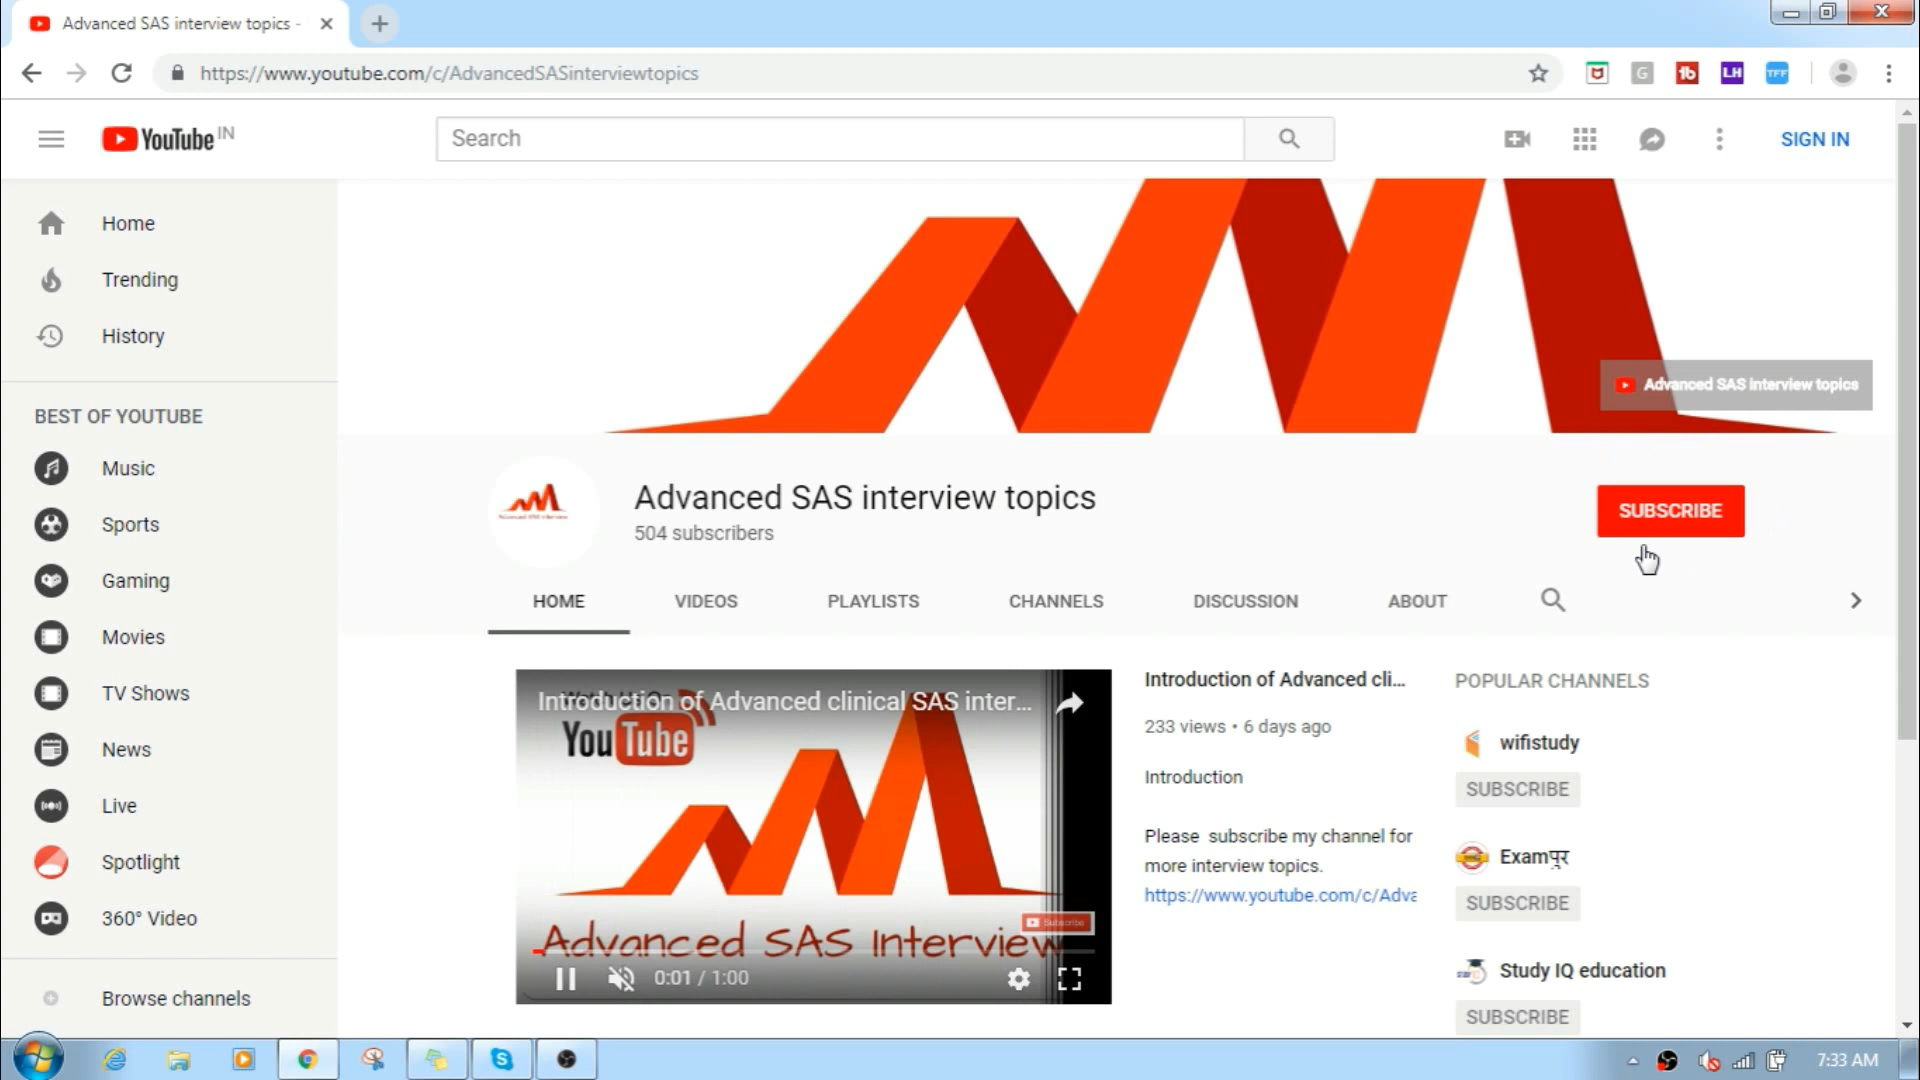 Advanced SAS interview topics -
https://www.youtube.com/c/AdvancedSASinterviewtopics
G
tb
LH
TFF
YouTube IN
Search
SIGN IN
Home
Trending
History
BEST OF YOUTUBE
Music
Sports
Gaming
Movies
TV Shows
News
Live
Spotlight
360° Video
Browse channels
Advanced SAS interview topics
Advanced SAS interview topics
504 subscribers
SUBSCRIBE
HOME
VIDEOS
PLAYLISTS
CHANNELS
DISCUSSION
ABOUT
Introduction of Advanced clinical SAS inter...
YouTube
Subscribe
Advanced SAS Interview
0:01 / 1:00
Introduction of Advanced cli...
233 views • 6 days ago
Introduction
Please subscribe my channel for
more interview topics.
https://www.youtube.com/c/Adva
POPULAR CHANNELS
wifistudy
SUBSCRIBE
Examपुर
SUBSCRIBE
Study IQ education
SUBSCRIBE
7:33 AM